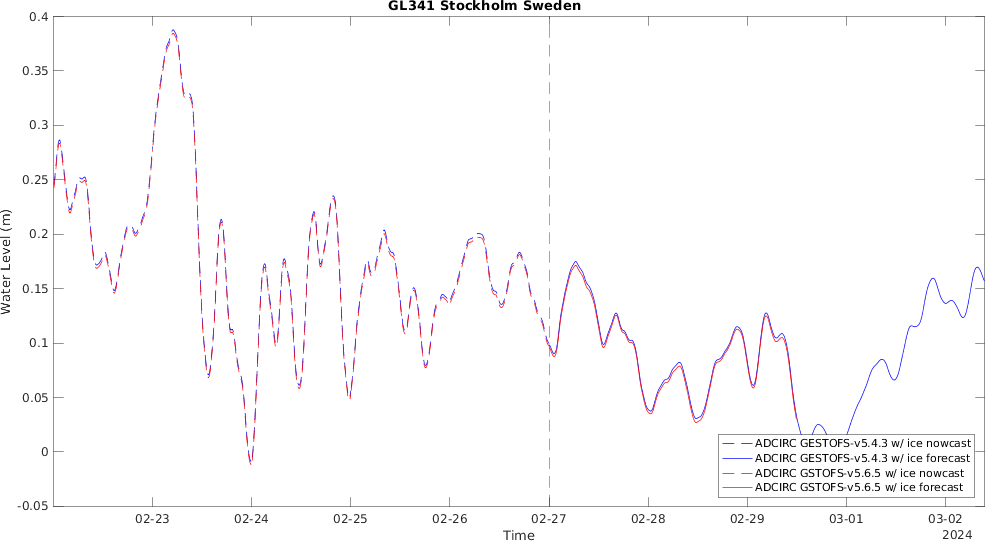 GL341 Stockholm Sweden
0.4
0.35
0.3
0.25
0.2
0.15
0.1
0.05
0
-0.05
Water Level (m)
ADCIRC GESTOFS-v5.4.3 w/ ice nowcast
ADCIRC GESTOFS-v5.4.3 w/ ice forecast
ADCIRC GSTOFS-v5.6.5 w/ ice nowcast
ADCIRC GSTOFS-v5.6.5 w/ ice forecast
02-23 02-24 02-25 02-26 02-27 02-28 02-29 03-01 03-02
Time
2024